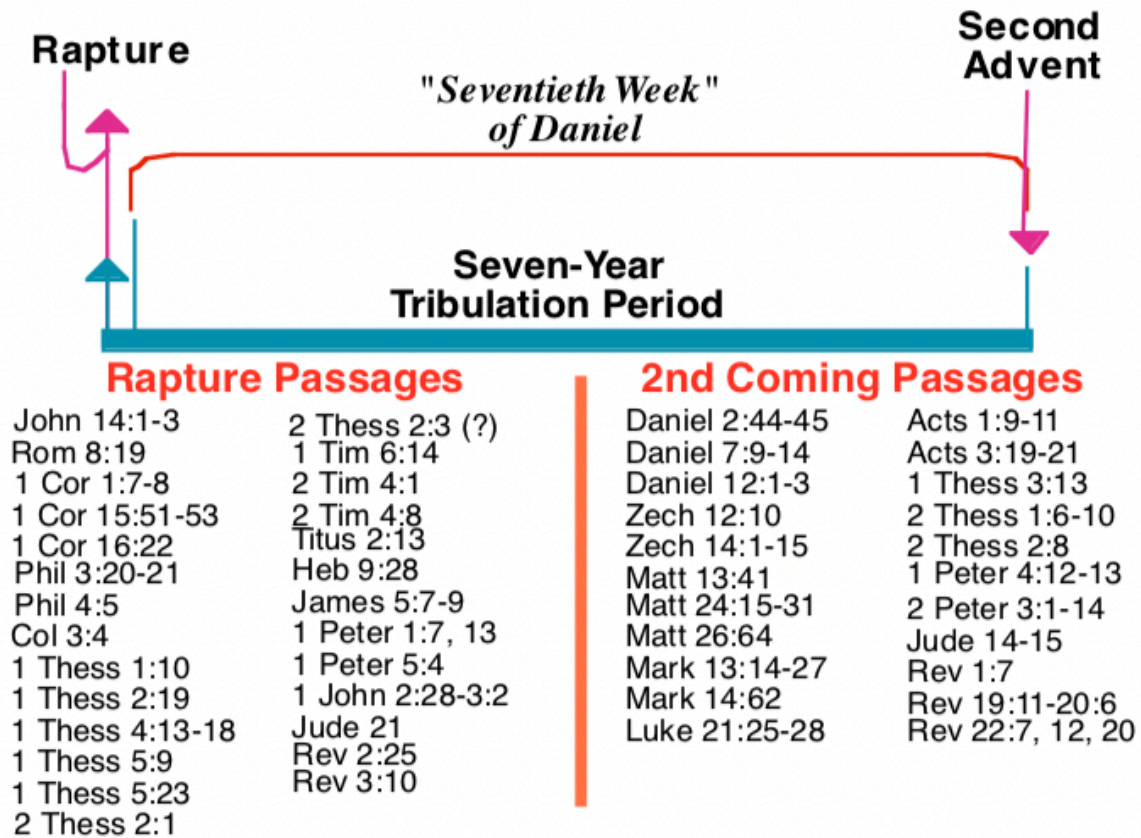 Rapture
Second
Advent
"Seventieth Week"
of Daniel
Seven-Year
Tribulation Period
Rapture Passages
John 14:1-3
Rom 8:19
1 Cor 1:7-8
1 Cor 15:51-53
1 Cor 16:22
Phil 3:20-21
Phil 4:5
Col 3:4
1 Thess 1:10
1 Thess 2:19
1 Thess 4:13-18
1 Thess 5:9
1 Thess 5:23
2 Thess 2:1
2 Thess 2:3 (?)
1 Tim 6:14
2 Tim 4:1
2 Tim 4:8
Titus 2:13
Heb 9:28
James 5:7-9
1 Peter 1:7, 13
1 Peter 5:4
1 John 2:28-3:2
Jude 21
Rev 2:25
Rev 3:10
2nd Coming Passages
Daniel 2:44-45
Daniel 7:9-14
Daniel 12:1-3
Zech 12:10
Zech 14:1-15
Matt 13:41
Matt 24:15-31
Matt 26:64
Mark 13:14-27
Mark 14:62
Luke 21:25-28
Acts 1:9-11
Acts 3:19-21
1 Thess 3:13
2 Thess 1:6-10
2 Thess 2:8
1 Peter 4:12-13
2 Peter 3:1-14
Jude 14-15
Rev 1:7
Rev 19:11-20:6
Rev 22:7, 12, 20